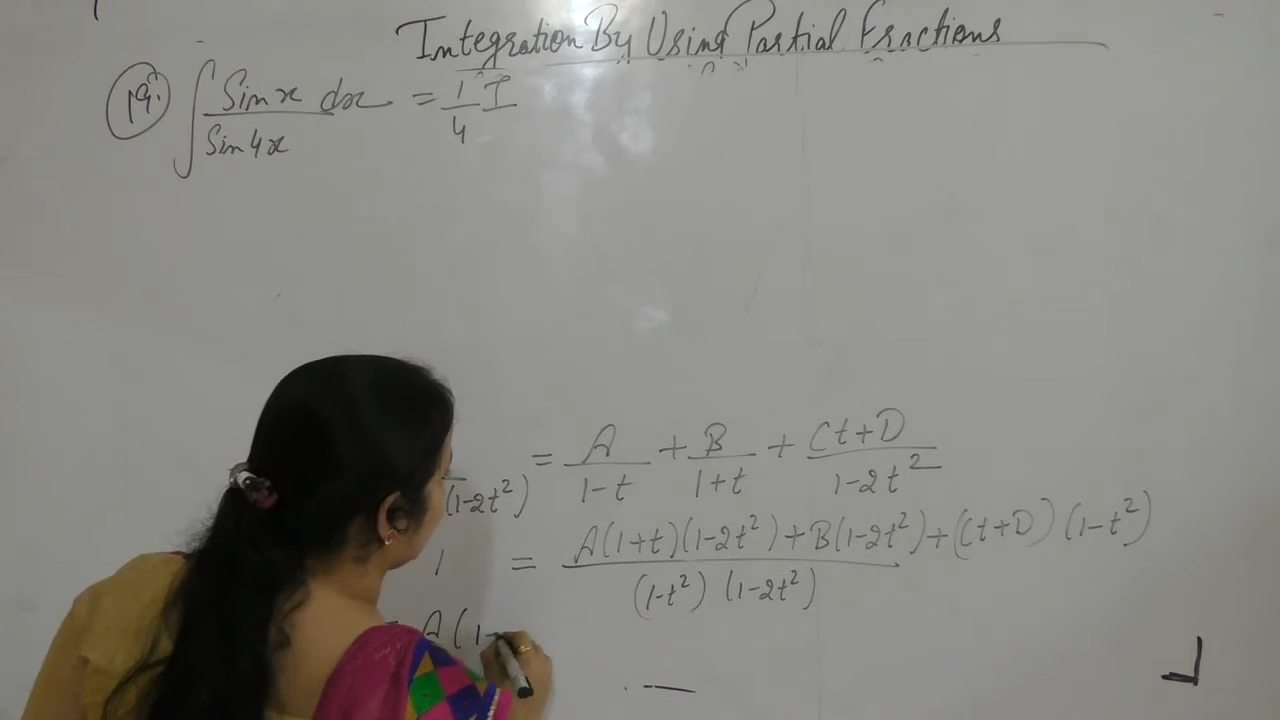 Integration By Using Partial Fractions
19. ∫ Sin x dx / Sin 4x = 1/4 I
(1-2t²) = A/(1-t) + B/(1+t) + (Ct+D)/(1-2t²)
1 = A(1+t)(1-2t²)+B(1-2t²)+(Ct+D)(1-t²) / (1-t²)(1-2t²)
= A(1-